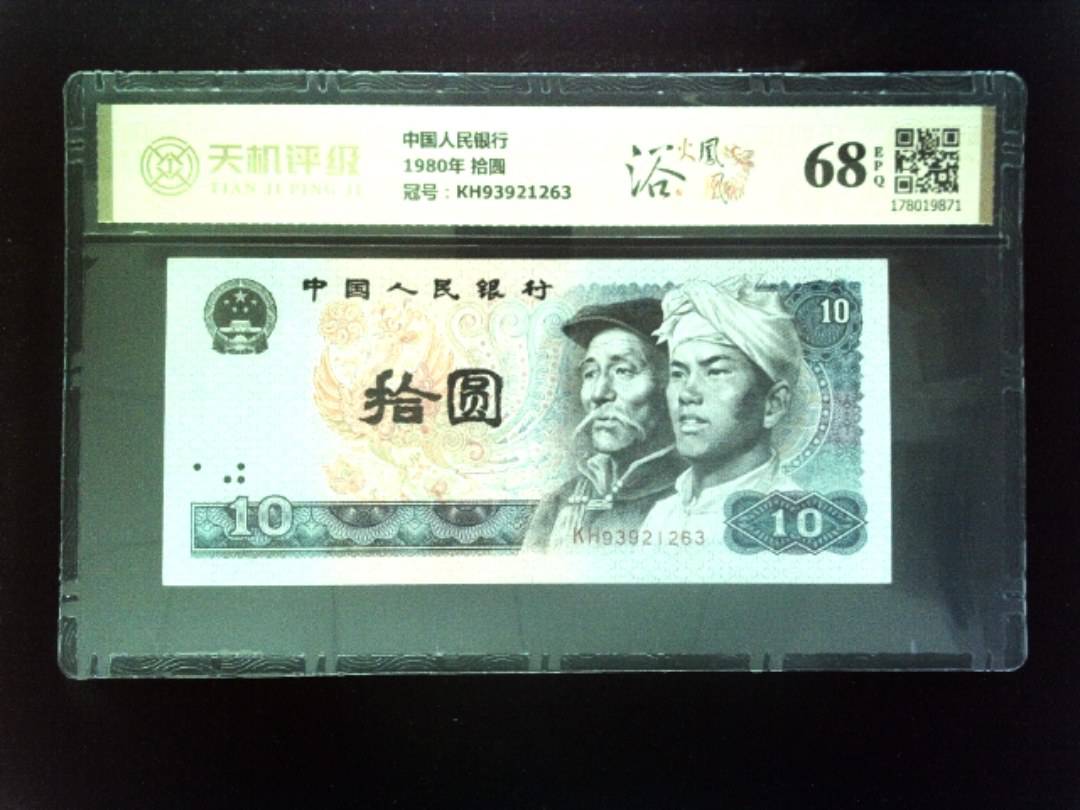 天机评级
TIAN JI PING JI
中国人民银行
1980年 拾圆
冠号：KH93921263
浴火凤凰
68
EPQ
178019871
中国人民银行
10
拾圆
10
KH93921263
10